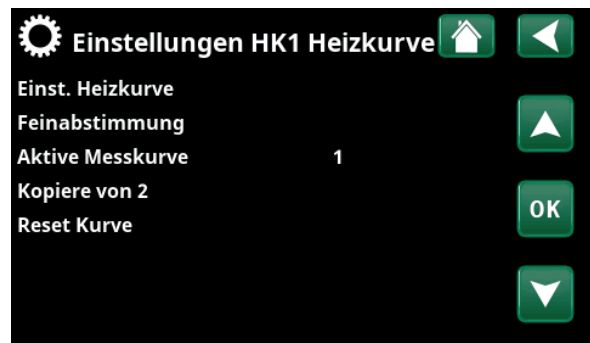 Einstellungen HK1 Heizkurve
Einst. Heizkurve
Feinabstimmung
Aktive Messkurve 1
Kopiere von 2
OK
Reset Kurve